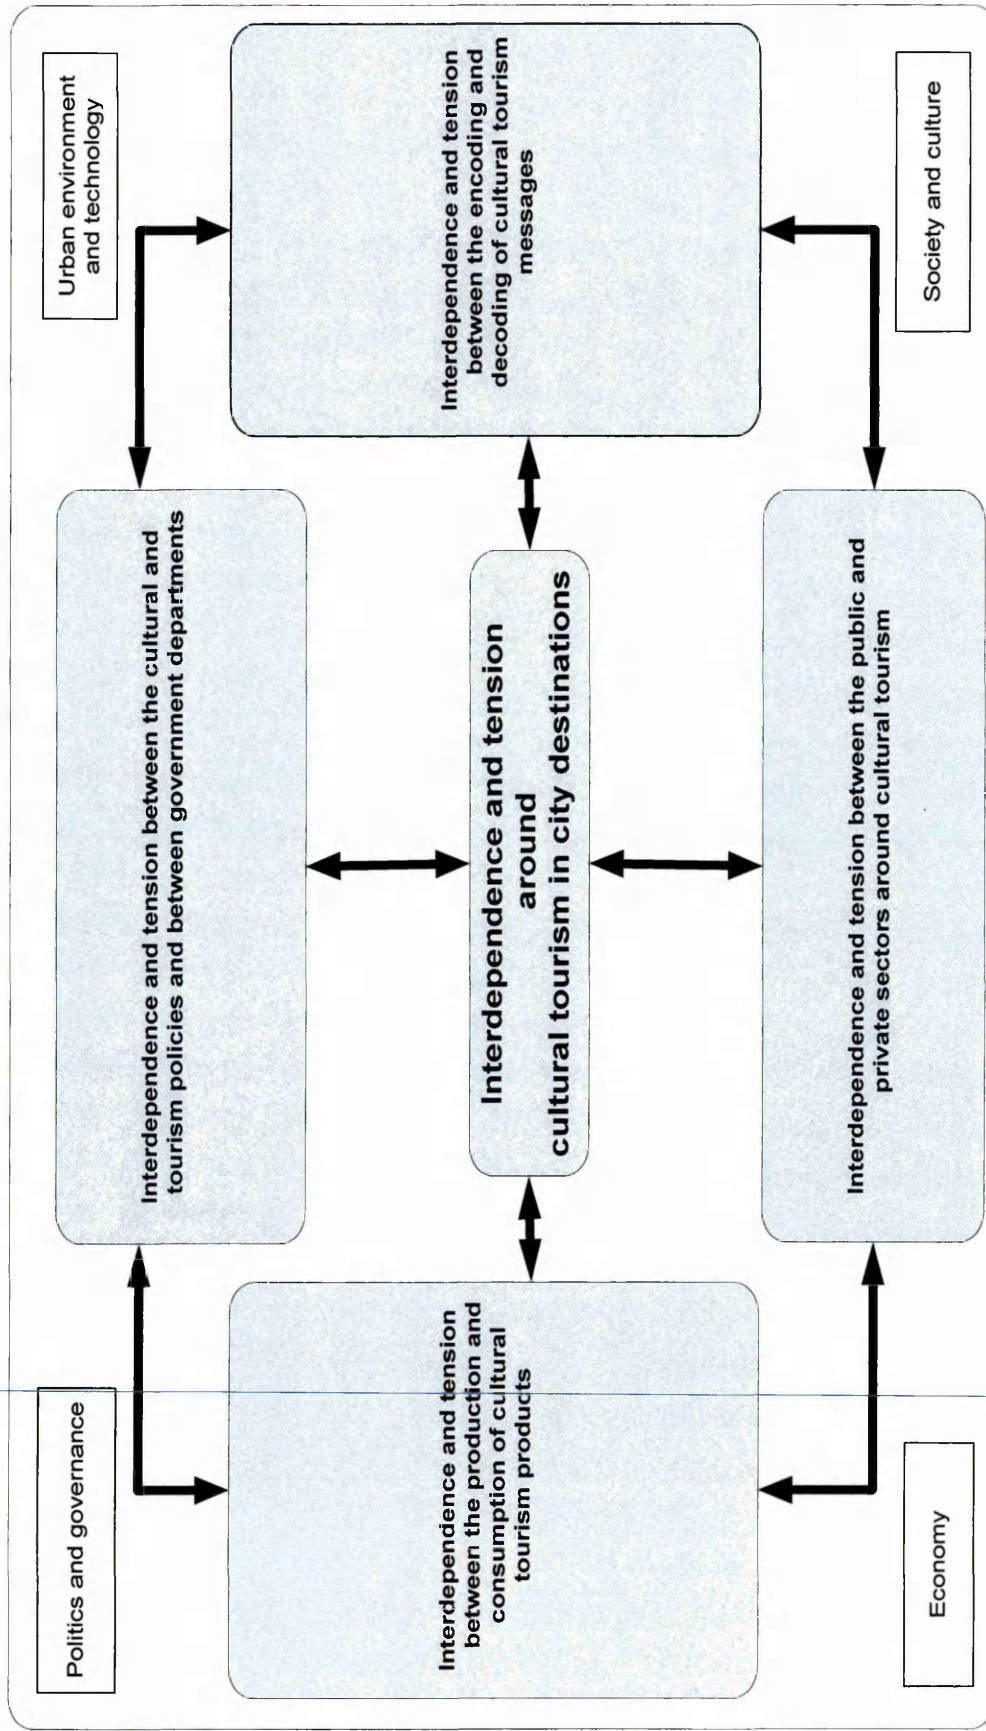 Politics and governance
Urban environment
and technology
Interdependence and tension between the cultural and
tourism policies and between government departments
Interdependence and tension
between the production and
consumption of cultural
tourism products
Interdependence and tension
around
cultural tourism in city destinations
Interdependence and tension
between the encoding and
decoding of cultural tourism
messages
Interdependence and tension between the public and
private sectors around cultural tourism
Economy
Society and culture